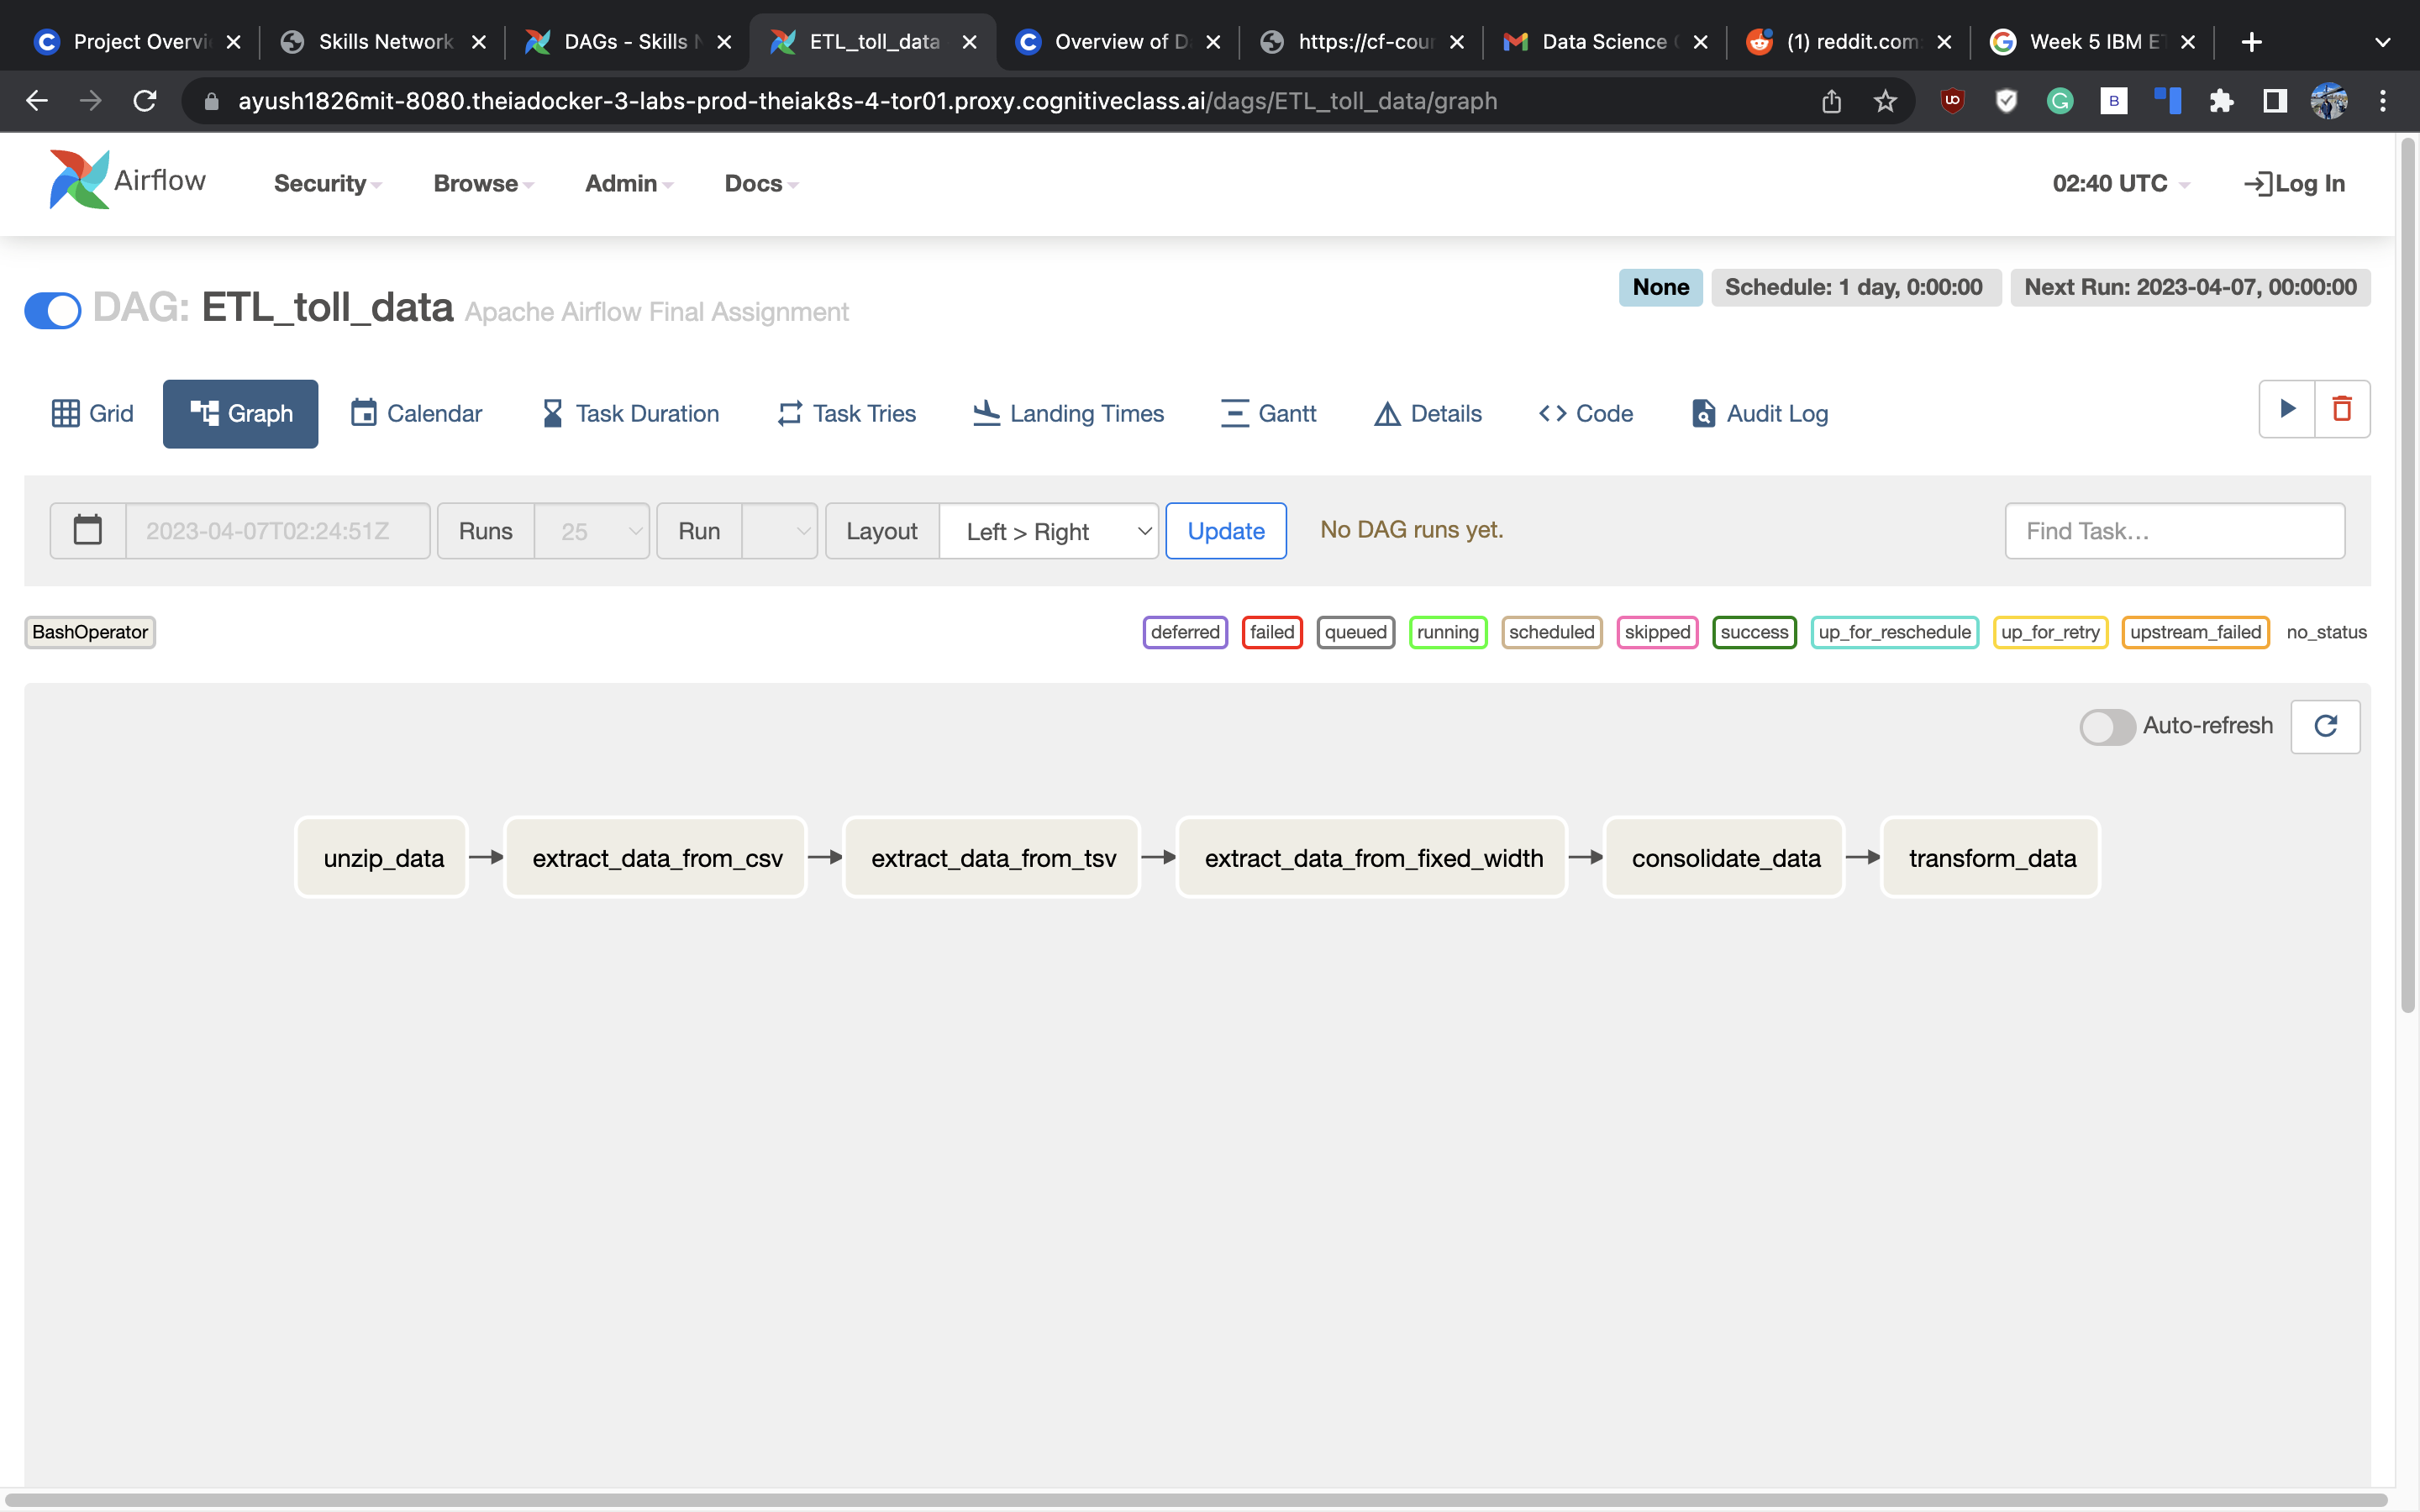 Project Overvi
Skills Network
DAGs - Skills N
ETL_toll_data
Overview of D
https://cf-cour
Data Science
(1) reddit.com:
Week 5 IBM ET
ayush1826mit-8080.theiadocker-3-labs-prod-theiak8s-4-tor01.proxy.cognitiveclass.ai/dags/ETL_toll_data/graph
Airflow Security Browse Admin Docs 02:40 UTC Log In
DAG: ETL_toll_data Apache Airflow Final Assignment
None Schedule: 1 day, 0:00:00 Next Run: 2023-04-07, 00:00:00
Grid Graph Calendar Task Duration Task Tries Landing Times Gantt Details Code Audit Log
2023-04-07T02:24:51Z Runs 25 Run Layout Left > Right Update No DAG runs yet. Find Task...
BashOperator deferred failed queued running scheduled skipped success up_for_reschedule up_for_retry upstream_failed no_status
Auto-refresh
unzip_data extract_data_from_csv extract_data_from_tsv extract_data_from_fixed_width consolidate_data transform_data